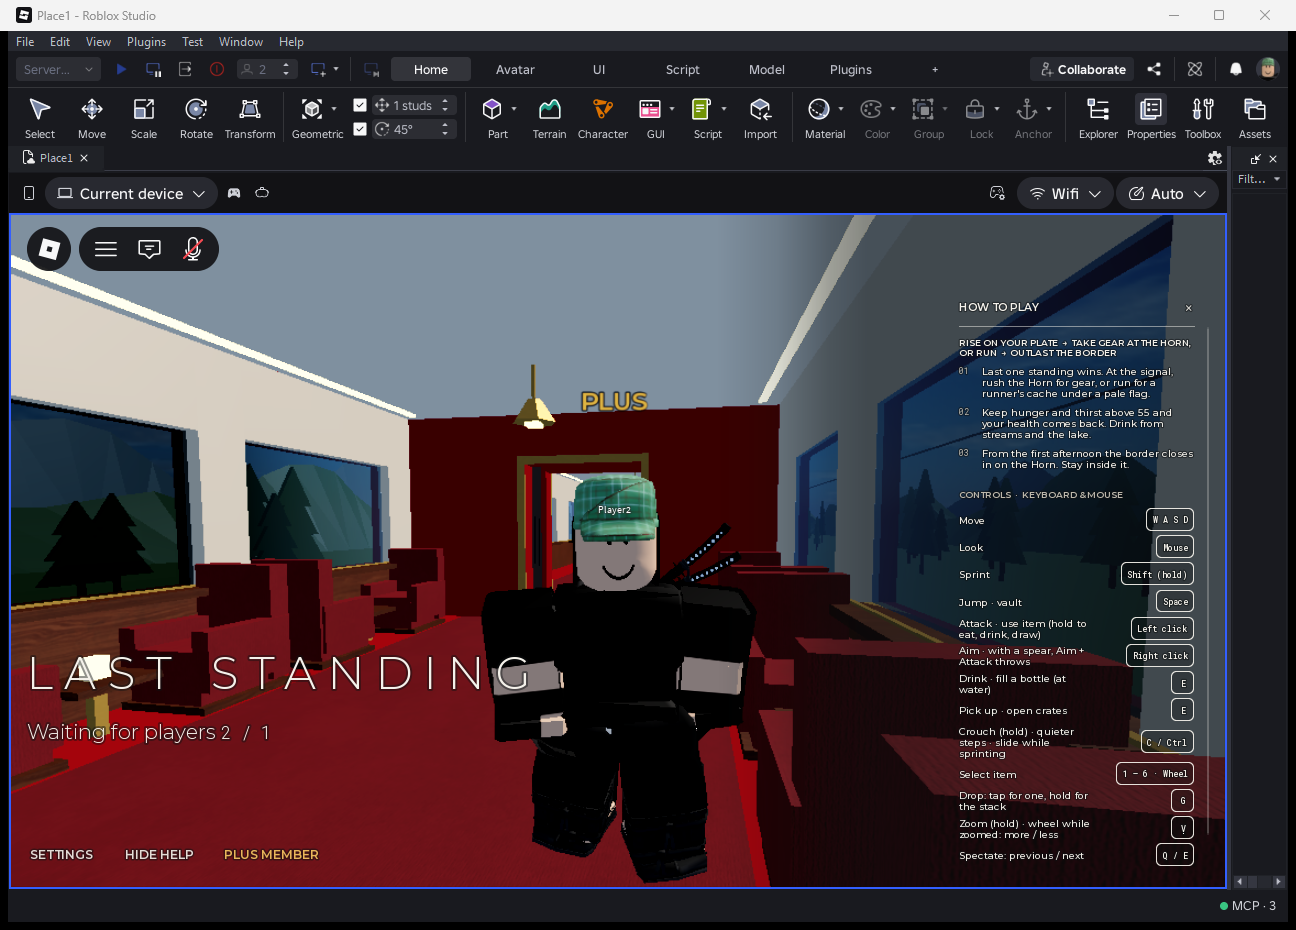 Place1 - Roblox Studio
File Edit View Plugins Test Window Help
Server... 2 Home Avatar UI Script Model Plugins + Collaborate
1 studs
45°
Select Move Scale Rotate Transform Geometric Part Terrain Character GUI Script Import Material Color Group Lock Anchor Explorer Properties Toolbox Assets
Place1
Filt...
Current device Wifi Auto
HOW TO PLAY ×
RISE ON YOUR PLATE → TAKE GEAR AT THE HORN,
OR RUN → OUTLAST THE BORDER
01 Last one standing wins. At the signal,
rush the Horn for gear, or run for a
runner's cache under a pale flag.
02 Keep hunger and thirst above 55 and
your health comes back. Drink from
streams and the lake.
03 From the first afternoon the border closes
in on the Horn. Stay inside it.
CONTROLS · KEYBOARD & MOUSE
Move W A S D
Look Mouse
Sprint Shift (hold)
Jump · vault Space
Attack · use item (hold to
eat, drink, draw) Left click
Aim · with a spear, Aim +
Attack throws Right click
Drink · fill a bottle (at
water) E
Pick up · open crates E
Crouch (hold) · quieter
steps · slide while
sprinting C / Ctrl
Select item 1 – 6 · Wheel
Drop: tap for one, hold for
the stack G
Zoom (hold) · wheel while
zoomed: more / less V
Spectate: previous / next Q / E
PLUS
Player2
LAST STANDING
Waiting for players 2 / 1
SETTINGS HIDE HELP PLUS MEMBER
MCP · 3